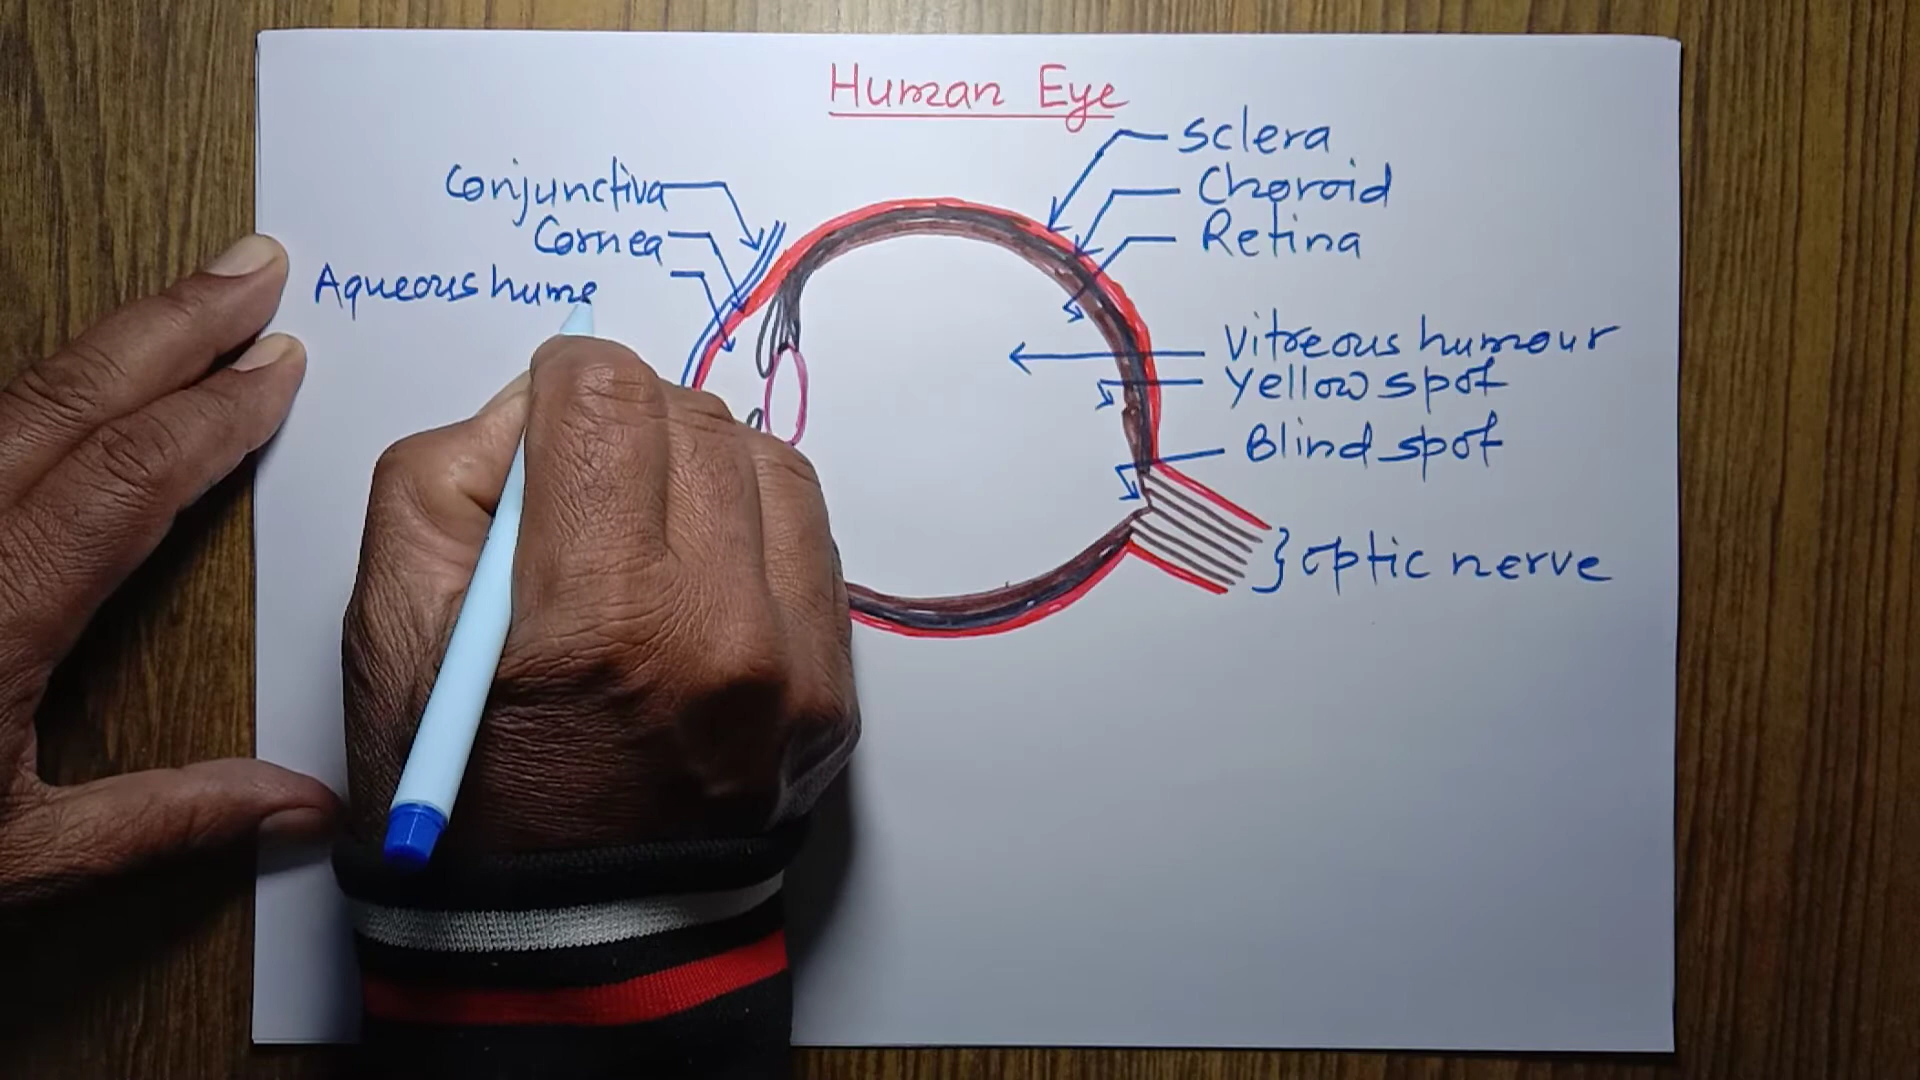 Human Eye
Conjunctiva
Cornea
Aqueous hume
Sclera
Choroid
Retina
Vitreous humour
Yellow spot
Blind spot
} optic nerve